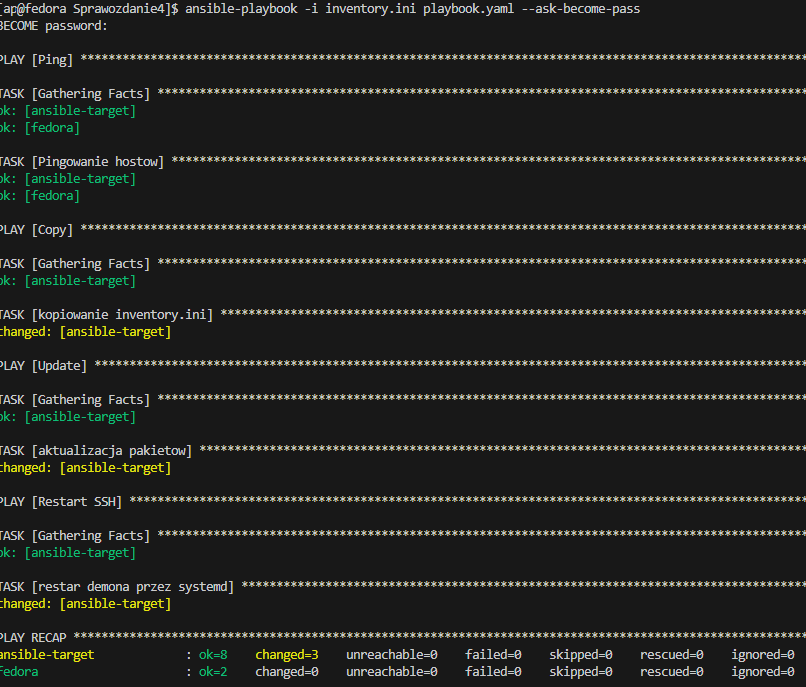 [ap@fedora Sprawozdanie4]$ ansible-playbook -i inventory.ini playbook.yaml --ask-become-pass
BECOME password:
PLAY [Ping] *******************************************************************************************************
TASK [Gathering Facts] ********************************************************************************************
ok: [ansible-target]
ok: [fedora]
TASK [Pingowanie hostow] ******************************************************************************************
ok: [ansible-target]
ok: [fedora]
PLAY [Copy] *******************************************************************************************************
TASK [Gathering Facts] ********************************************************************************************
ok: [ansible-target]
TASK [kopiowanie inventory.ini] ***********************************************************************************
changed: [ansible-target]
PLAY [Update] *****************************************************************************************************
TASK [Gathering Facts] ********************************************************************************************
ok: [ansible-target]
TASK [aktualizacja pakietow] **************************************************************************************
changed: [ansible-target]
PLAY [Restart SSH] ************************************************************************************************
TASK [Gathering Facts] ********************************************************************************************
ok: [ansible-target]
TASK [restar demona przez systemd] ********************************************************************************
changed: [ansible-target]
PLAY RECAP ********************************************************************************************************
ansible-target : ok=8 changed=3 unreachable=0 failed=0 skipped=0 rescued=0 ignored=0
fedora : ok=2 changed=0 unreachable=0 failed=0 skipped=0 rescued=0 ignored=0